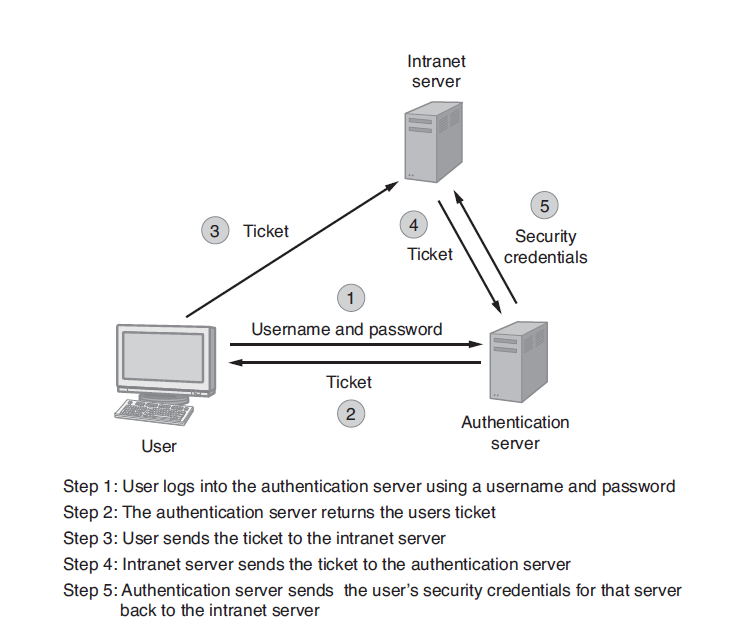 Intranet
server
5
3 Ticket
4
Security
Ticket
credentials
1
Username and password
Ticket
2
Authentication
server
User
Step 1: User logs into the authentication server using a username and password
Step 2: The authentication server returns the users ticket
Step 3: User sends the ticket to the intranet server
Step 4: Intranet server sends the ticket to the authentication server
Step 5: Authentication server sends the user's security credentials for that server
back to the intranet server